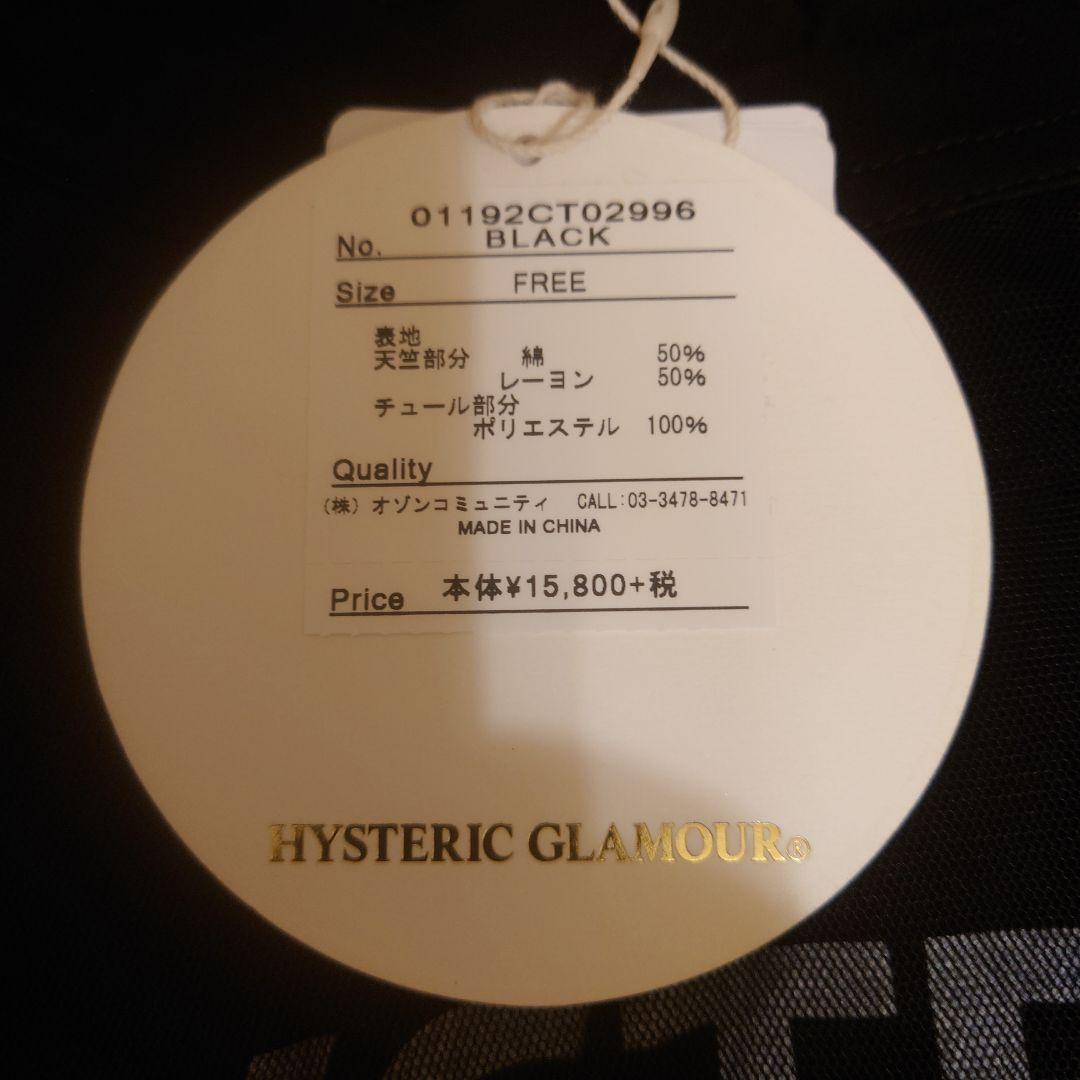 01192CT02996
No. BLACK
Size FREE
表地
天竺部分 綿 50%
レーヨン 50%
チュール部分
ポリエステル 100%
Quality
(株) オゾンコミュニティ CALL:03-3478-8471
MADE IN CHINA
Price 本体¥15,800+税
HYSTERIC GLAMOUR®